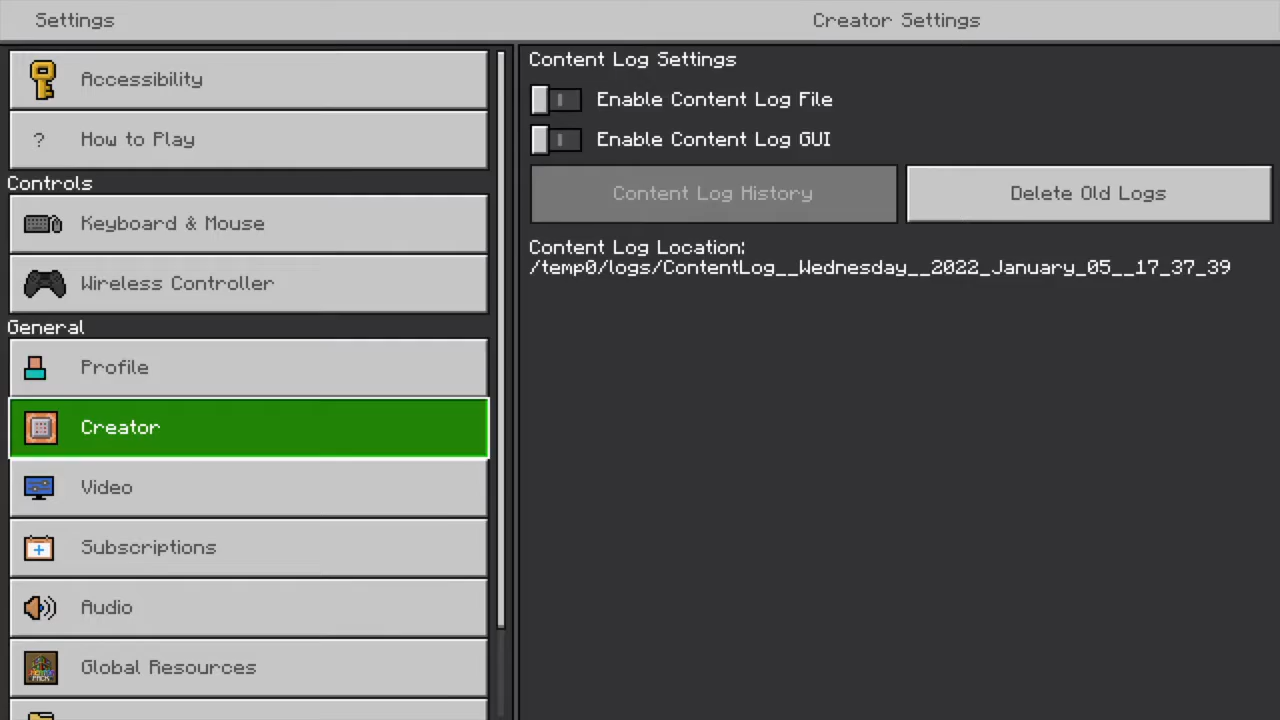 Settings
Creator Settings
Accessibility
? How to Play
Controls
Keyboard & Mouse
Wireless Controller
General
Profile
Creator
Video
Subscriptions
Audio
Global Resources
Content Log Settings
Enable Content Log File
Enable Content Log GUI
Content Log History
Delete Old Logs
Content Log Location:
/temp0/logs/ContentLog__Wednesday__2022_January_05__17_37_39